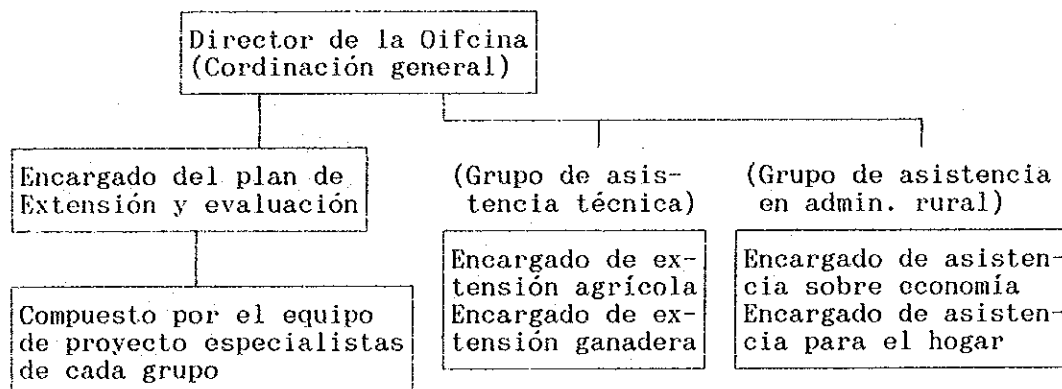 Director de la Oifcina
(Cordinación general)
Encargado del plan de
Extensión y evaluación
(Grupo de asis-
tencia técnica)
(Grupo de asistencia
en admin. rural)
Compuesto por el equipo
de proyecto especialistas
de cada grupo
Encargado de ex-
tensión agrícola
Encargado de ex-
tensión ganadera
Encargado de asisten-
cia sobre economía
Encargado de asisten-
cia para el hogar